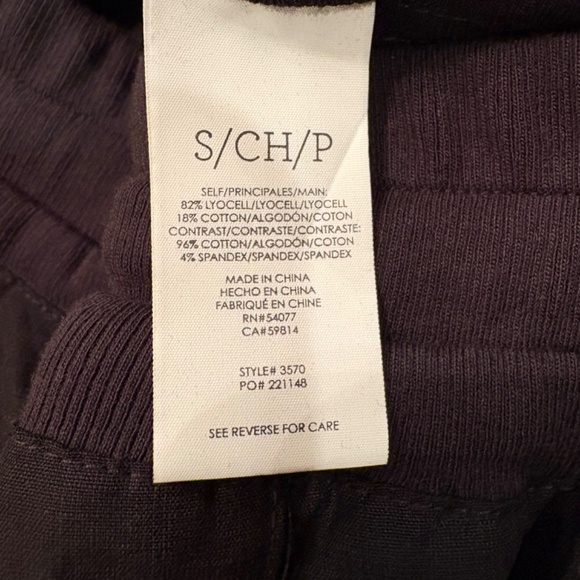 S/CH/P
SELF/PRINCIPALES/MAIN:
82% LYOCELL/LYOCELL/LYOCELL
18% COTTON/ALGODÓN/COTON
CONTRAST/CONTRASTE/CONTRASTE:
96% COTTON/ALGODÓN/COTON
4% SPANDEX/SPANDEX/SPANDEX
MADE IN CHINA
HECHO EN CHINA
FABRIQUÉ EN CHINE
RN#54077
CA#59814
STYLE# 3570
PO# 221148
SEE REVERSE FOR CARE